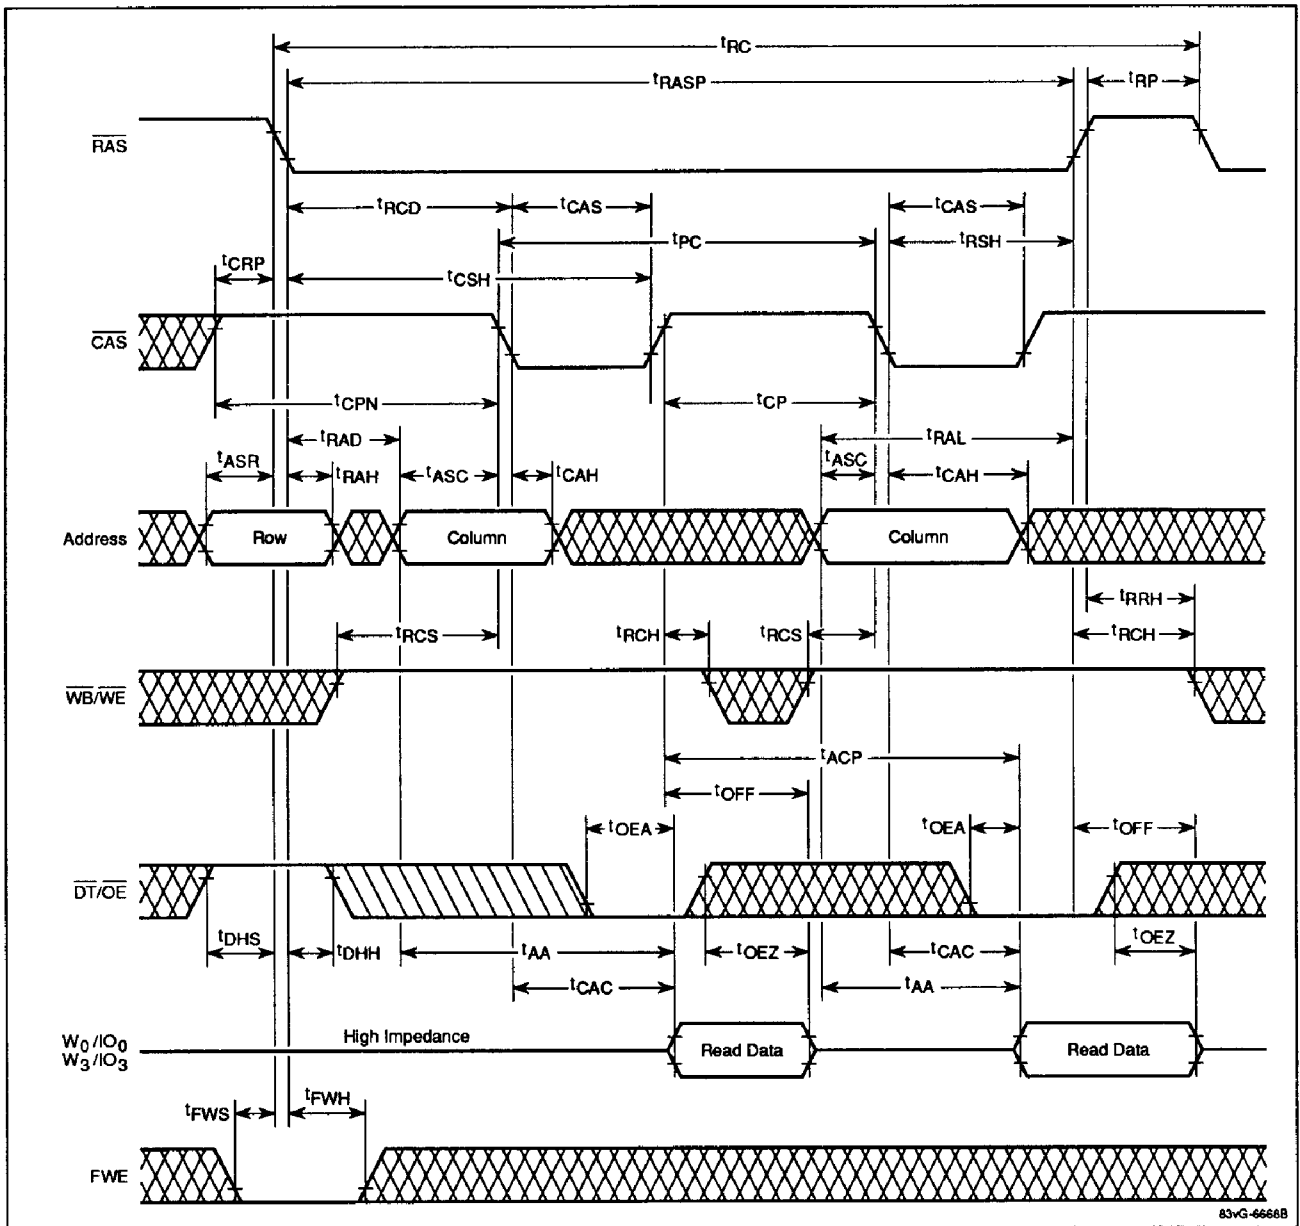 tRC
tRASP
tRP
RAS
tRCD
tCAS
tCAS
tPC
tRSH
tCRP
tCSH
CAS
tCPN
tCP
tRAD
tRAL
tASR
tRAH
tASC
tCAH
tASC
tCAH
Address
Row
Column
Column
tRRH
tRCS
tRCH
tRCS
tRCH
WB/WE
tACP
tOFF
tOEA
tOEA
tOFF
DT/OE
tDHS
tDHH
tAA
tOEZ
tCAC
tOEZ
tCAC
tAA
W0/IO0
W3/IO3
High Impedance
Read Data
Read Data
tFWS
tFWH
FWE
83vG-6668B